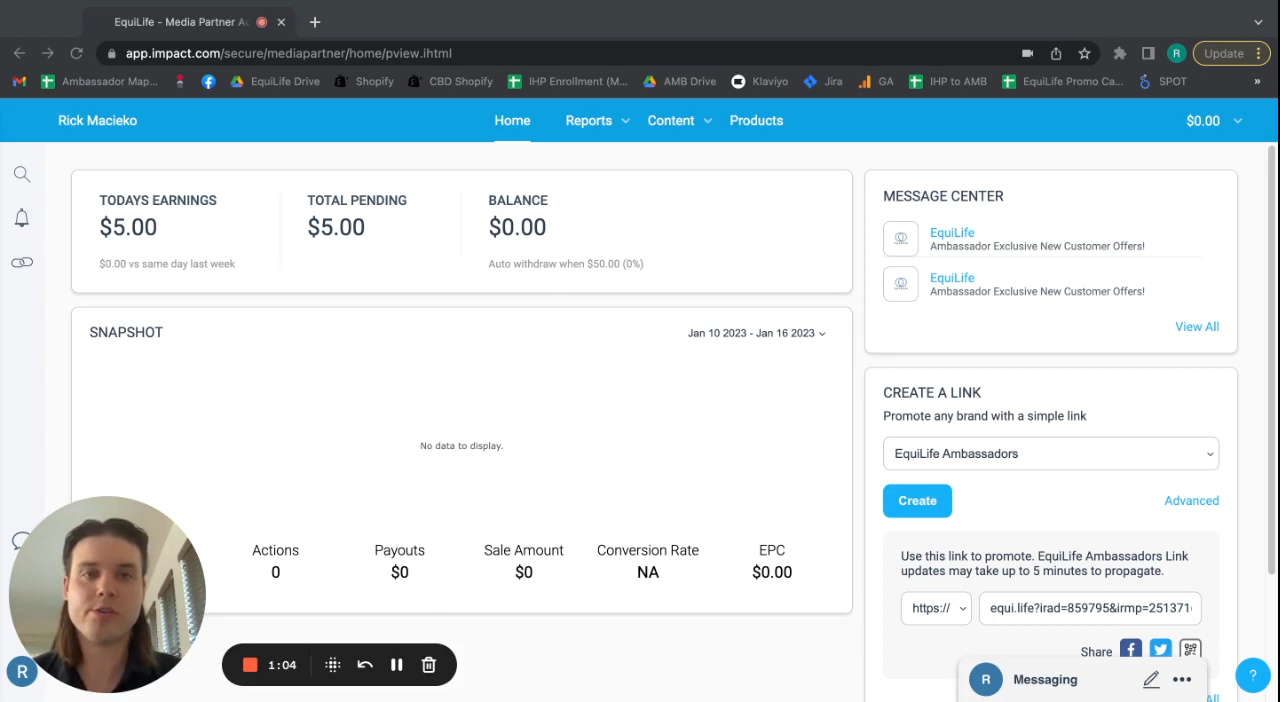 EquiLife - Media Partner Ac
app.impact.com/secure/mediapartner/home/pview.ihtml
R
Update
Ambassador Map...
EquiLife Drive
Shopify
CBD Shopify
IHP Enrollment (M...
AMB Drive
Klaviyo
Jira
GA
IHP to AMB
EquiLife Promo Ca...
SPOT
»
Rick Macieko
Home
Reports
Content
Products
$0.00
TODAYS EARNINGS
$5.00
$0.00 vs same day last week
TOTAL PENDING
$5.00
BALANCE
$0.00
Auto withdraw when $50.00 (0%)
MESSAGE CENTER
EquiLife
Ambassador Exclusive New Customer Offers!
EquiLife
Ambassador Exclusive New Customer Offers!
View All
SNAPSHOT
Jan 10 2023 - Jan 16 2023
No data to display.
Actions
0
Payouts
$0
Sale Amount
$0
Conversion Rate
NA
EPC
$0.00
CREATE A LINK
Promote any brand with a simple link
EquiLife Ambassadors
Create
Advanced
Use this link to promote. EquiLife Ambassadors Link
updates may take up to 5 minutes to propagate.
https://
equi.life?irad=859795&irmp=251371
Share
R
1:04
R
Messaging
?
All